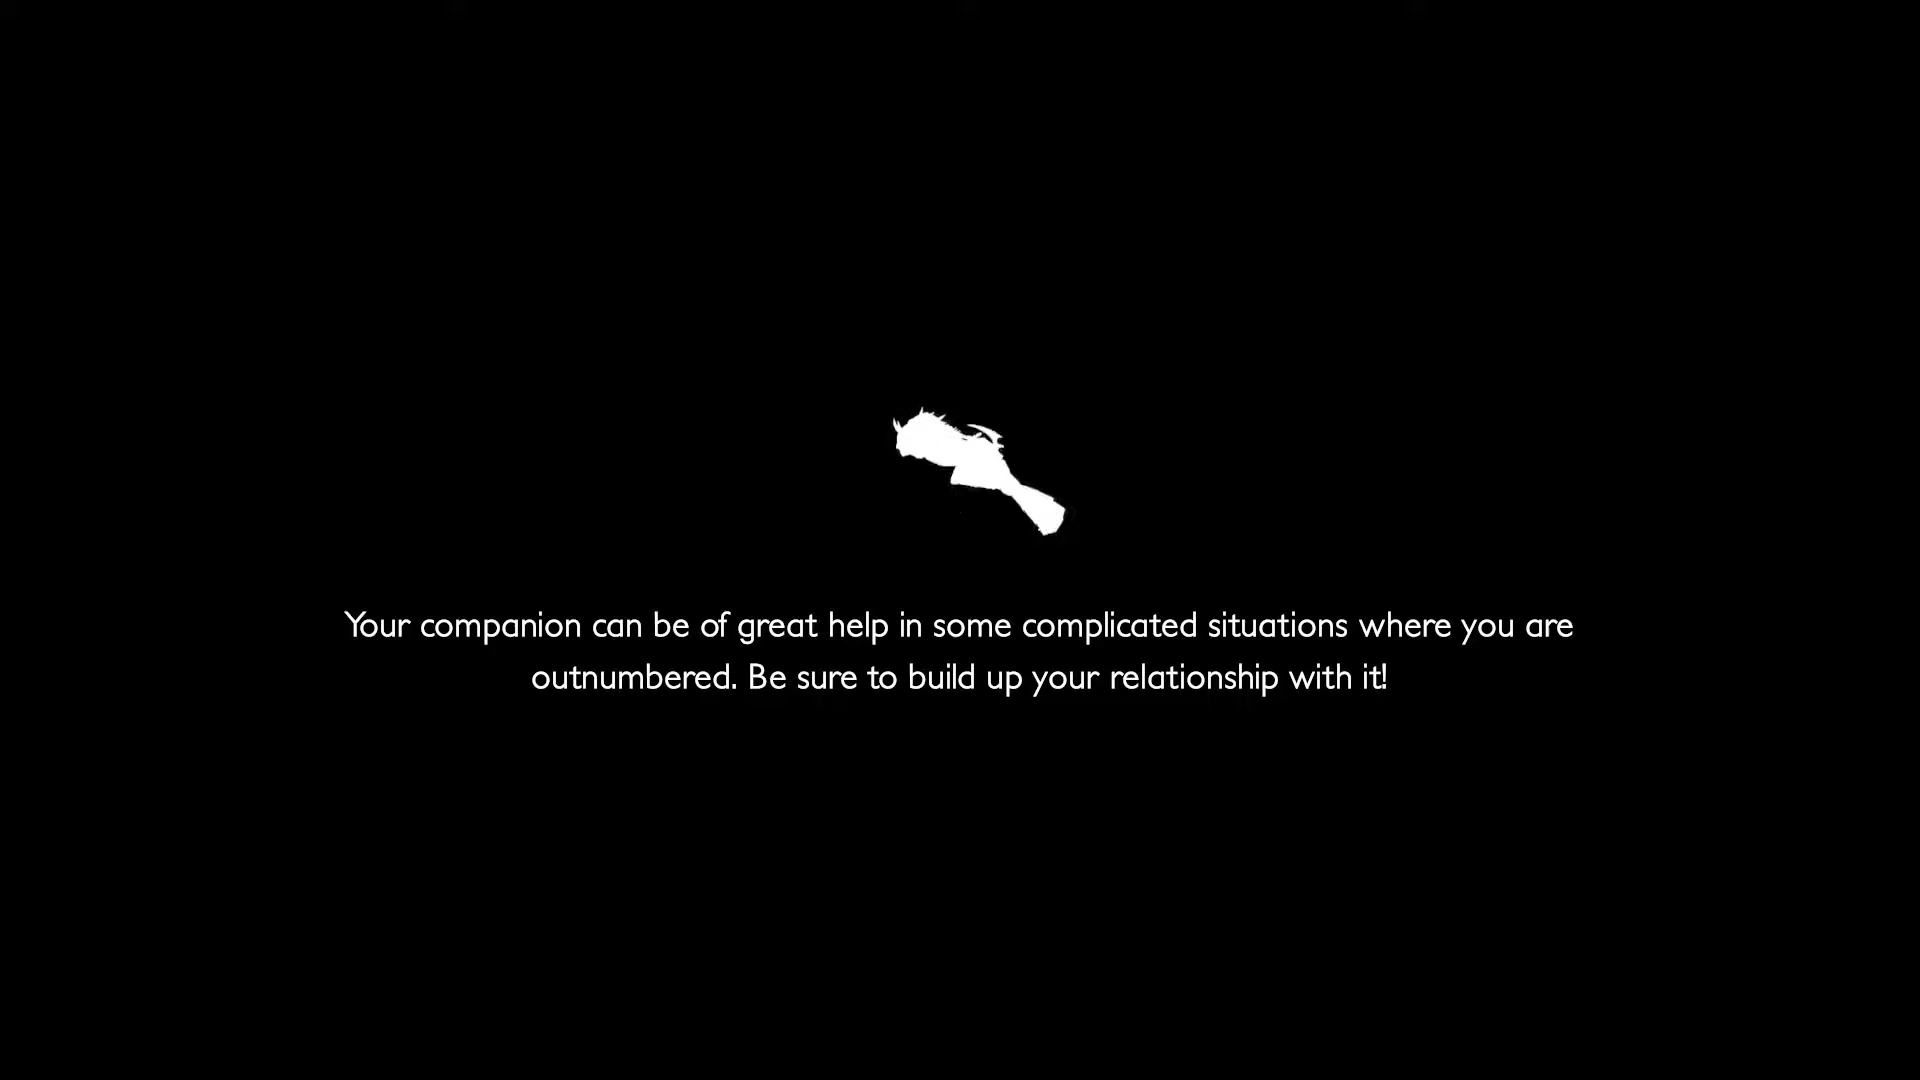 Your companion can be of great help in some complicated situations where you are
outnumbered. Be sure to build up your relationship with it!